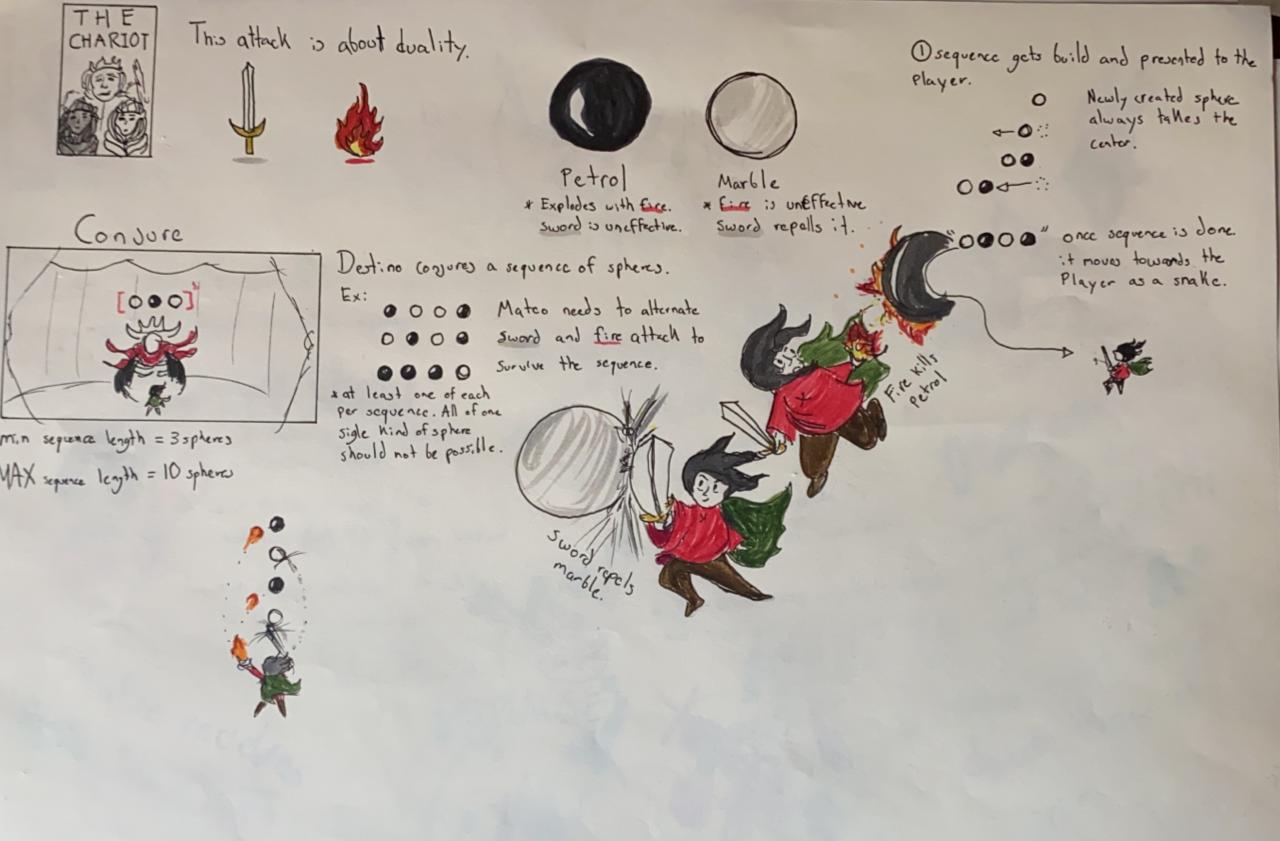 THE
CHARIOT
This attack is about duality.
Petrol
* Explodes with fire.
Sword is uneffective.
Marble
* fire is uneffective
Sword repells it.
① sequence gets build and presented to the
Player.
Newly created sphere
always takes the
center.
" "
once sequence is done
it moves towards the
Player as a snake.
Conjure
[ ]
Destino conjures a sequence of spheres.
Ex:
Mateo needs to alternate
Sword and fire attack to
Survive the sequence.
* at least one of each
per sequence. All of one
sigle kind of sphere
should not be possible.
min sequence length = 3 spheres
MAX sequence length = 10 spheres
Fire kills
Petrol
Sword repels
marble.